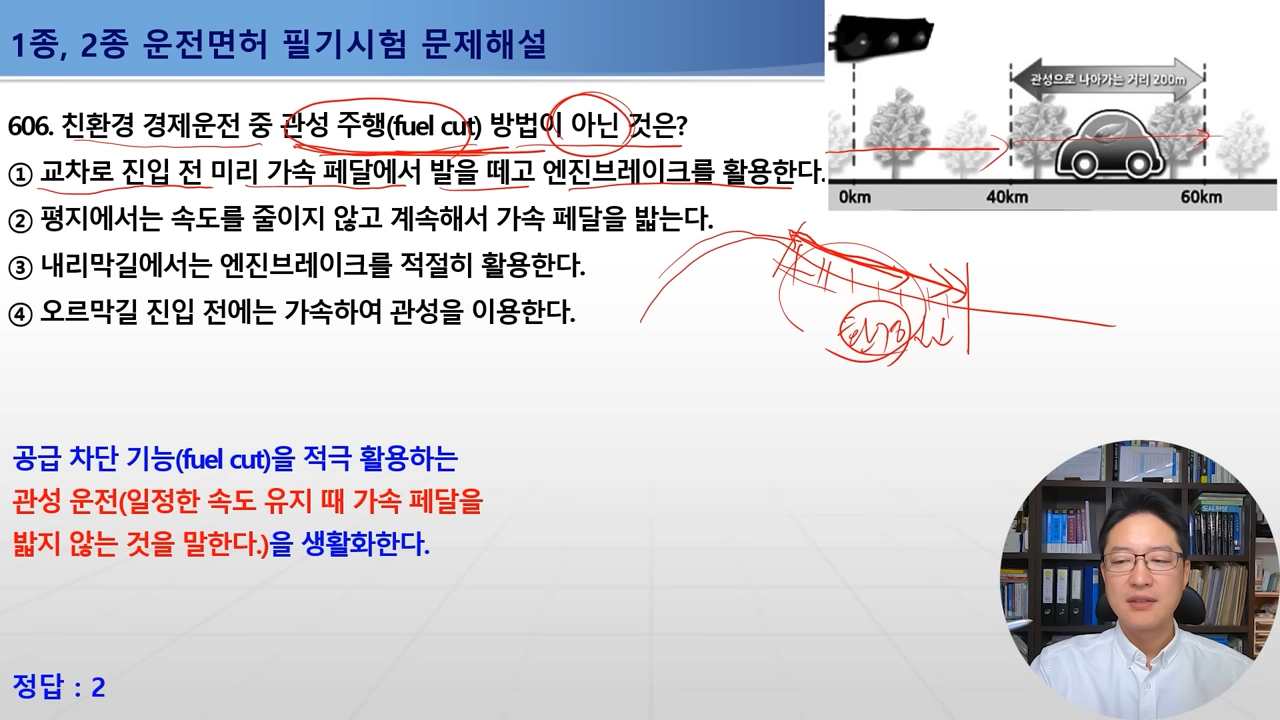 1종, 2종 운전면허 필기시험 문제해설
관성으로 나아가는 거리 200m
0km 40km 60km
606. 친환경 경제운전 중 관성 주행(fuel cut) 방법이 아닌 것은?
① 교차로 진입 전 미리 가속 페달에서 발을 떼고 엔진브레이크를 활용한다.
② 평지에서는 속도를 줄이지 않고 계속해서 가속 페달을 밟는다.
③ 내리막길에서는 엔진브레이크를 적절히 활용한다.
④ 오르막길 진입 전에는 가속하여 관성을 이용한다.
공급 차단 기능(fuel cut)을 적극 활용하는
관성 운전(일정한 속도 유지 때 가속 페달을
밟지 않는 것을 말한다.)을 생활화한다.
정답 : 2